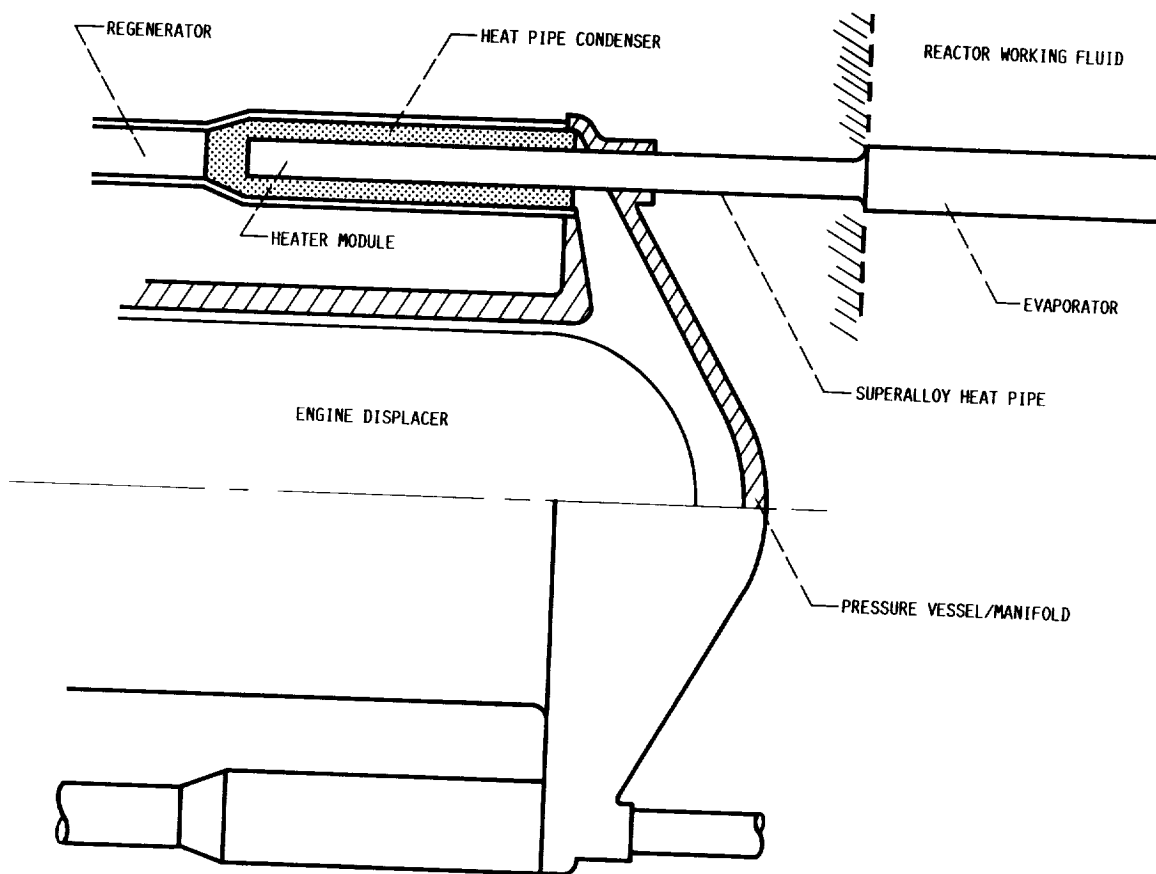 REGENERATOR
HEAT PIPE CONDENSER
REACTOR WORKING FLUID
HEATER MODULE
EVAPORATOR
SUPERALLOY HEAT PIPE
ENGINE DISPLACER
PRESSURE VESSEL/MANIFOLD